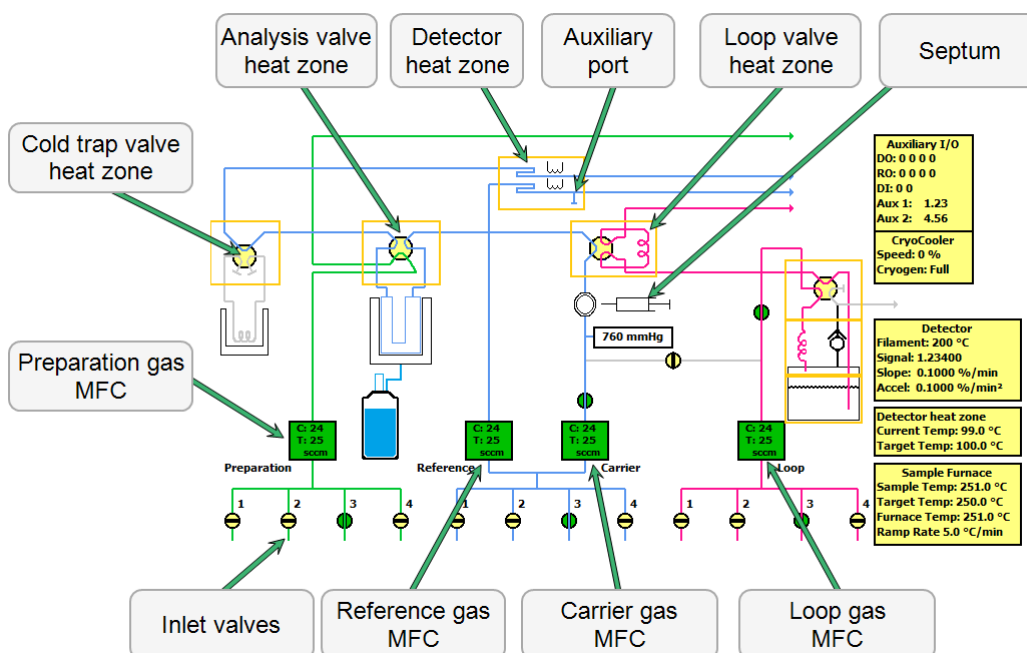 Analysis valve
heat zone
Detector
heat zone
Auxiliary
port
Loop valve
heat zone
Septum
Cold trap valve
heat zone
Auxiliary I/O
DO: 0 0 0 0
RO: 0 0 0 0
DI: 0 0
Aux 1: 1.23
Aux 2: 4.56
CryoCooler
Speed: 0 %
Cryogen: Full
760 mmHg
Detector
Filament: 200 °C
Signal: 1.23400
Slope: 0.1000 %/min
Accel: 0.1000 %/min²
Preparation gas
MFC
Detector heat zone
Current Temp: 99.0 °C
Target Temp: 100.0 °C
C: 24
T: 25
sccm
C: 24
T: 25
sccm
C: 24
T: 25
sccm
C: 24
T: 25
sccm
Preparation
Reference
Carrier
Loop
Sample Furnace
Sample Temp: 251.0 °C
Target Temp: 250.0 °C
Furnace Temp: 251.0 °C
Ramp Rate 5.0 °C/min
1 2 3 4
1 2 3 4
1 2 3 4
Inlet valves
Reference gas
MFC
Carrier gas
MFC
Loop gas
MFC